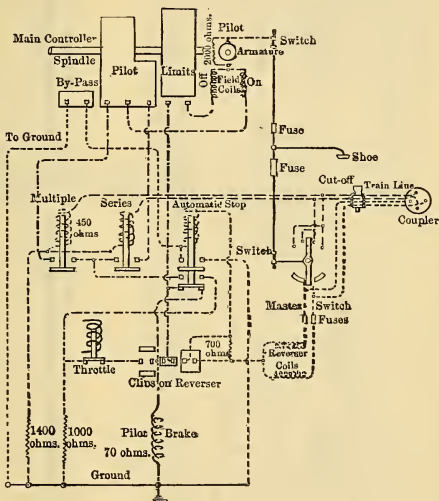 Pilot
Main Controller
Spindle
Limits
2000 ohms.
Armature
Switch
By-Pass
Pilot
Off
Field
Coils
On
To Ground
Fuse
Shoe
Fuse
Cut-off
Train Line
Multiple
Series
Automatic Stop
Coupler
450
ohms
Switch
Master
Switch
Fuses
700
ohms
Reverser
Coils
Throttle
Clips on Reverser
1400
ohms.
1000
ohms.
Pilot Brake
70 ohms.
Ground